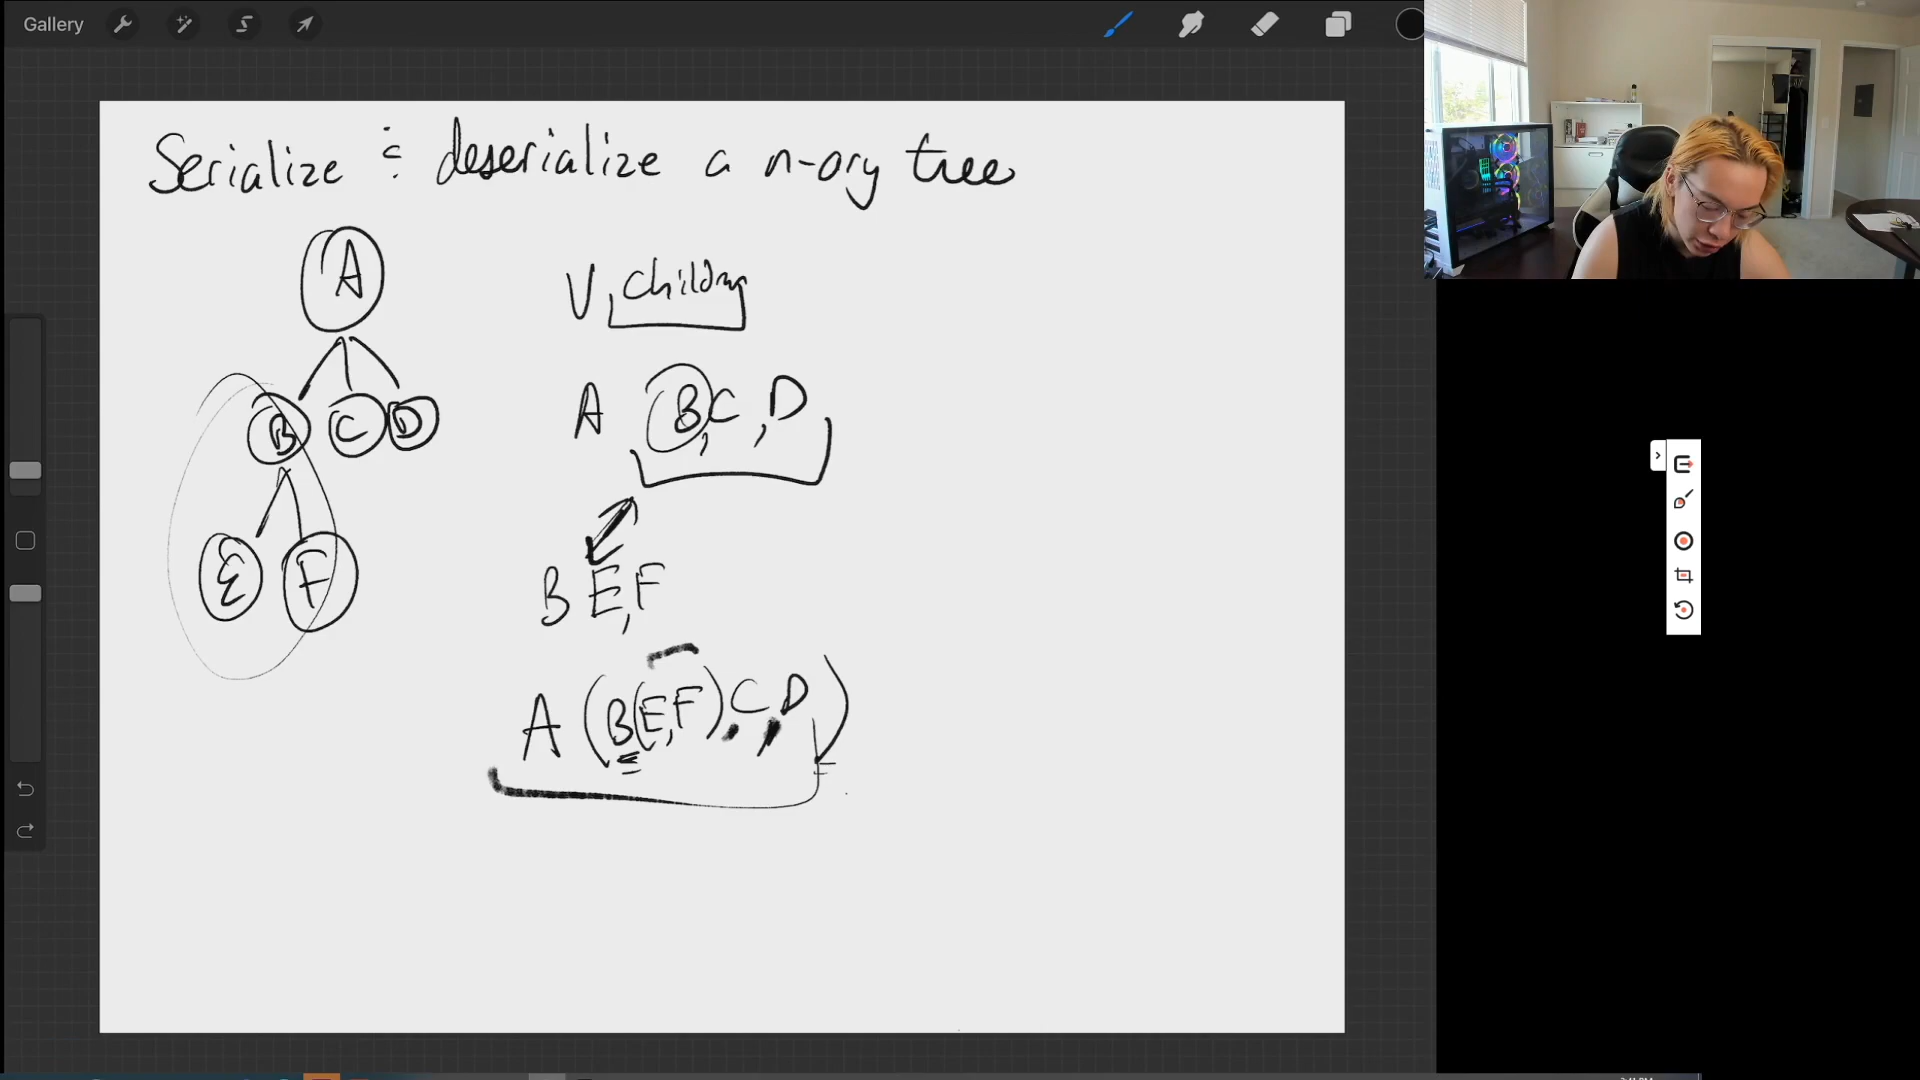 Gallery
Serialize & deserialize a n-ary tree
A
B C D
E F
V, Children
A B, C, D
B E, F
A (B(E,F), C, D)